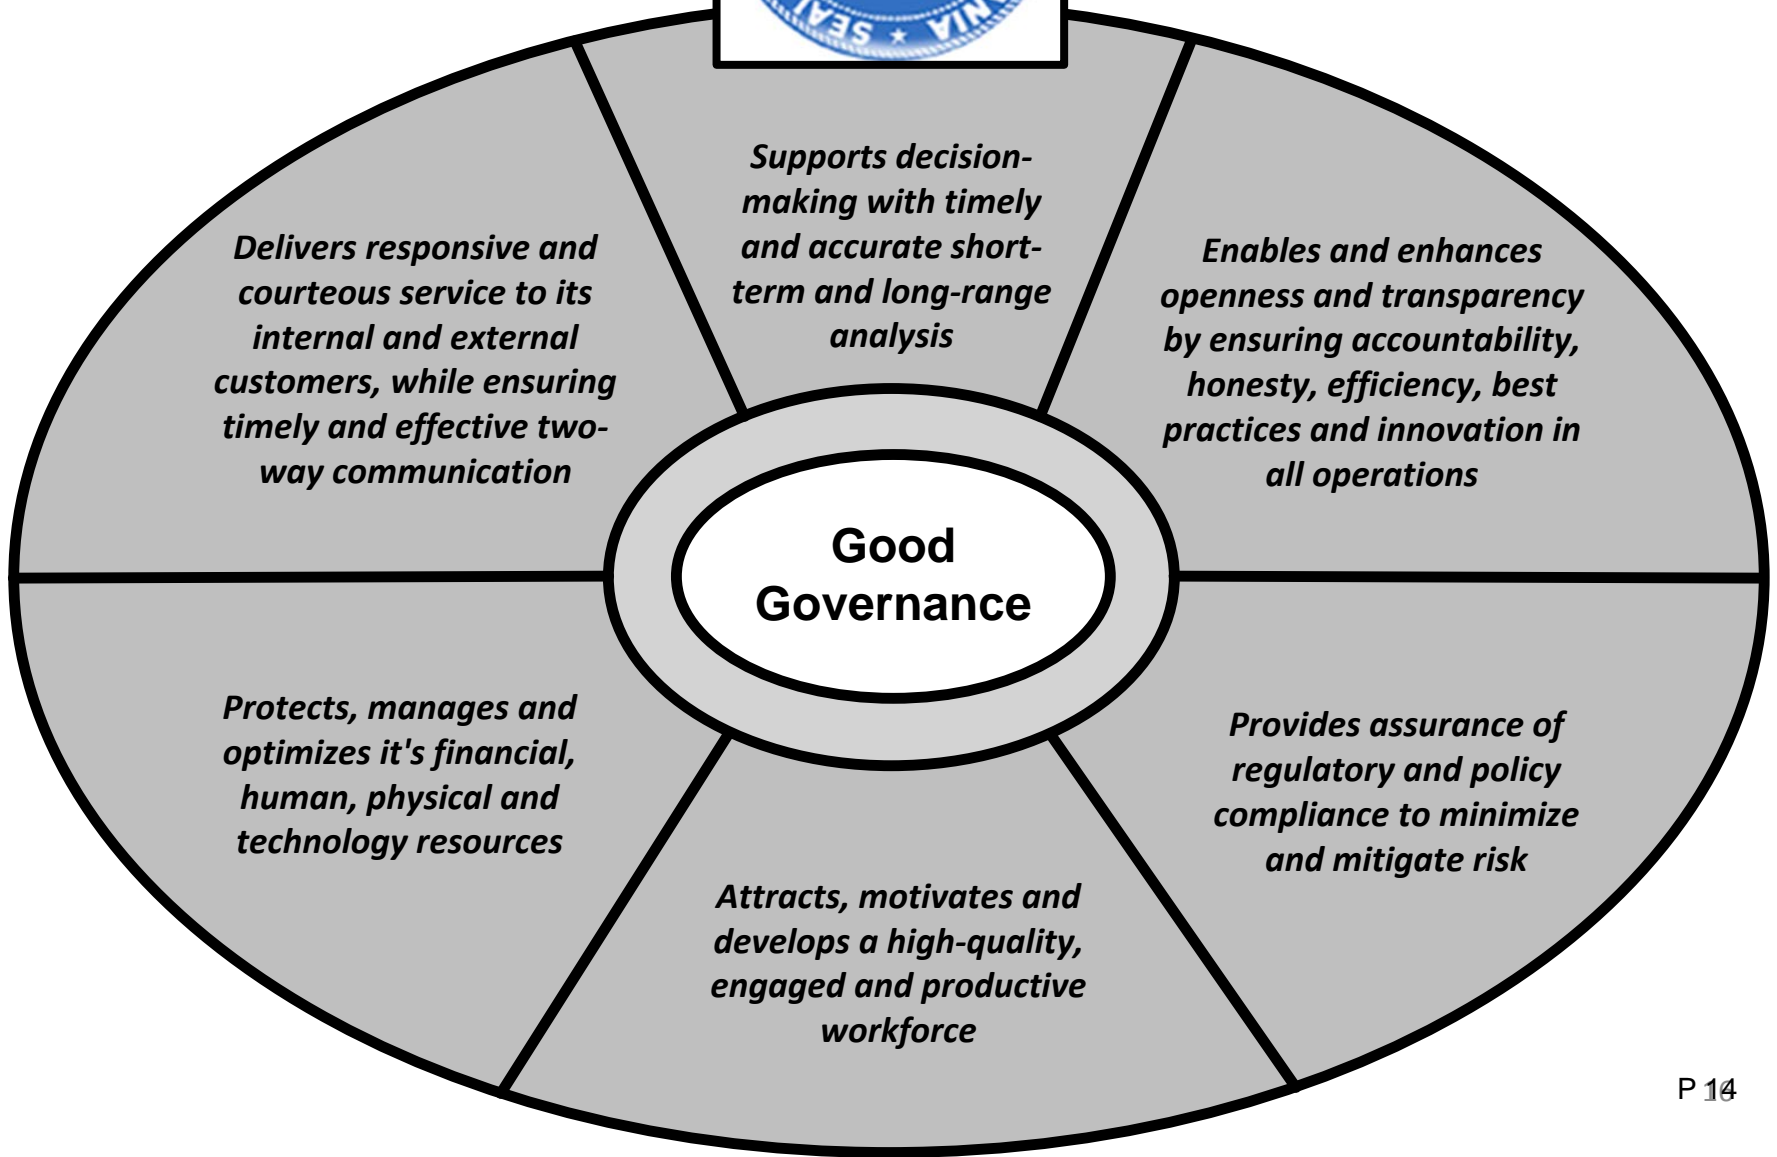 SEAL
Supports decision-
making with timely
and accurate short-
term and long-range
analysis
Delivers responsive and
courteous service to its
internal and external
customers, while ensuring
timely and effective two-
way communication
Enables and enhances
openness and transparency
by ensuring accountability,
honesty, efficiency, best
practices and innovation in
all operations
Good
Governance
Protects, manages and
optimizes it's financial,
human, physical and
technology resources
Provides assurance of
regulatory and policy
compliance to minimize
and mitigate risk
Attracts, motivates and
develops a high-quality,
engaged and productive
workforce
P 14